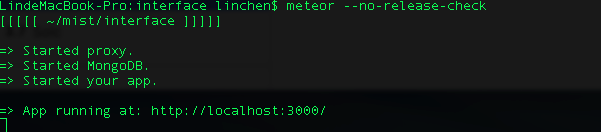 LindeMacBook-Pro:interface linchen$ meteor --no-release-check
[[[[[ ~/mist/interface ]]]]]
=> Started proxy.
=> Started MongoDB.
=> Started your app.
=> App running at: http://localhost:3000/